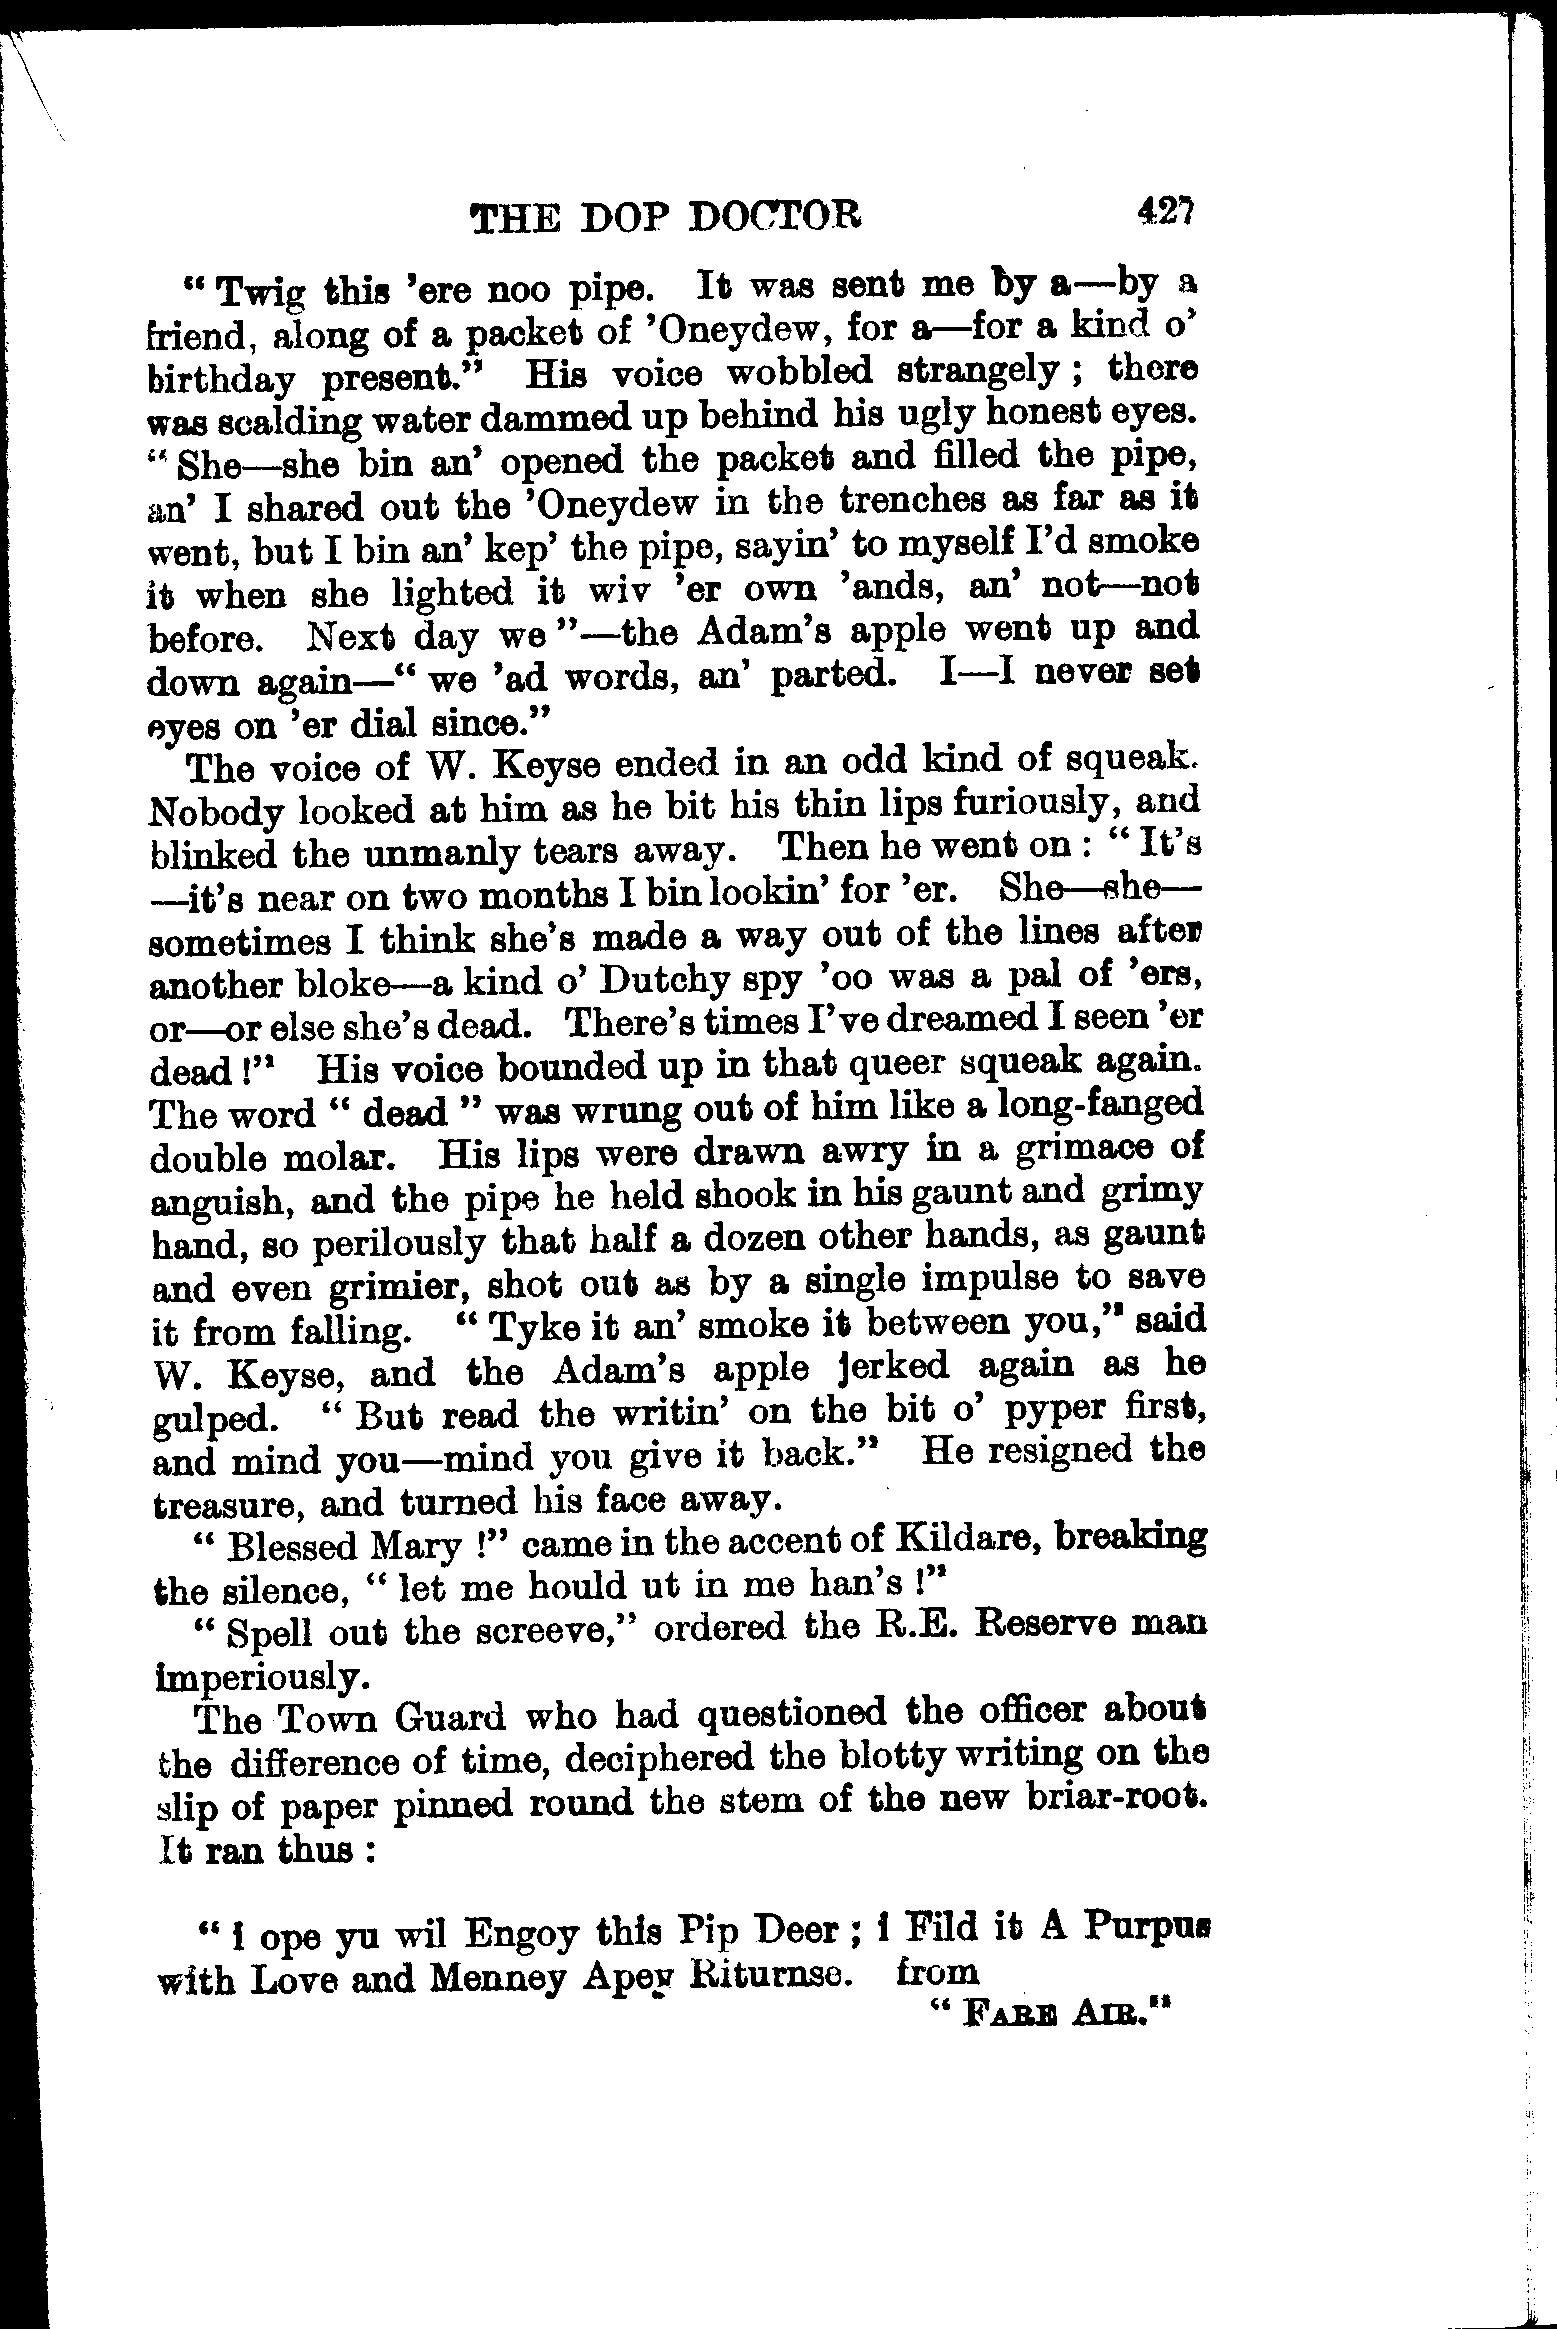 THE DOP DOCTOR 427
“ Twig this ’ere noo pipe. It was sent me by a—by a
friend, along of a packet of ’Oneydew, for a—for a kind o’
birthday present.” His voice wobbled strangely ; there
was scalding water dammed up behind his ugly honest eyes.
“ She—she bin an’ opened the packet and filled the pipe,
an’ I shared out the ’Oneydew in the trenches as far as it
went, but I bin an’ kep’ the pipe, sayin’ to myself I’d smoke
it when she lighted it wiv ’er own ’ands, an’ not—not
before. Next day we ”—the Adam’s apple went up and
down again—“ we ’ad words, an’ parted. I—I never set
eyes on ’er dial since.”
The voice of W. Keyse ended in an odd kind of squeak.
Nobody looked at him as he bit his thin lips furiously, and
blinked the unmanly tears away. Then he went on : “ It’s
—it’s near on two months I bin lookin’ for ’er. She—she—
sometimes I think she’s made a way out of the lines after
another bloke—a kind o’ Dutchy spy ’oo was a pal of ’ers,
or—or else she’s dead. There’s times I’ve dreamed I seen ’er
dead !” His voice bounded up in that queer squeak again.
The word “ dead ” was wrung out of him like a long-fanged
double molar. His lips were drawn awry in a grimace of
anguish, and the pipe he held shook in his gaunt and grimy
hand, so perilously that half a dozen other hands, as gaunt
and even grimier, shot out as by a single impulse to save
it from falling. “ Tyke it an’ smoke it between you,” said
W. Keyse, and the Adam’s apple jerked again as he
gulped. “ But read the writin’ on the bit o’ pyper first,
and mind you—mind you give it back.” He resigned the
treasure, and turned his face away.
“ Blessed Mary !” came in the accent of Kildare, breaking
the silence, “ let me hould ut in me han’s !”
“ Spell out the screeve,” ordered the R.E. Reserve man
imperiously.
The Town Guard who had questioned the officer about
the difference of time, deciphered the blotty writing on the
slip of paper pinned round the stem of the new briar-root.
It ran thus :
“ i ope yu wil Engoy this Pip Deer ; i Fild it A Purpus
with Love and Menney Apey Riturnse. from
“ FARE AIR.”